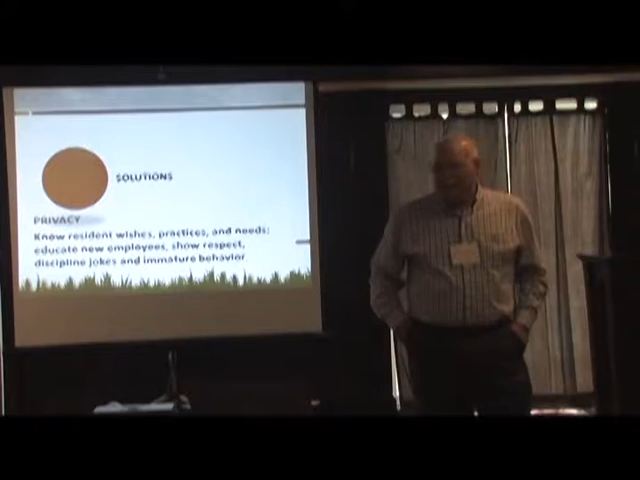 SOLUTIONS
PRIVACY
Know resident wishes, practices, and needs;
educate new employees, show respect,
discipline jokes and immature behavior.